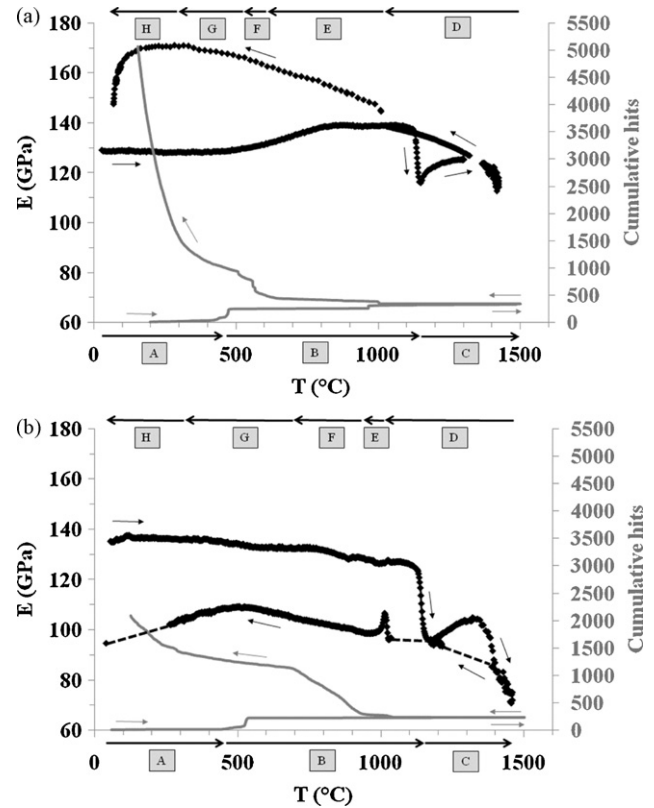 (a)
H G F E D
180 5500
160 5000
4500
140 4000
3500
120 3000
2500
100 2000
1500
80 1000
500
60 0
E (GPa)
Cumulative hits
A B C
0 500 1000 1500
T (°C)
(b)
H G F E D
180 5500
160 5000
4500
140 4000
3500
120 3000
2500
100 2000
1500
80 1000
500
60 0
E (GPa)
Cumulative hits
A B C
0 500 1000 1500
T (°C)